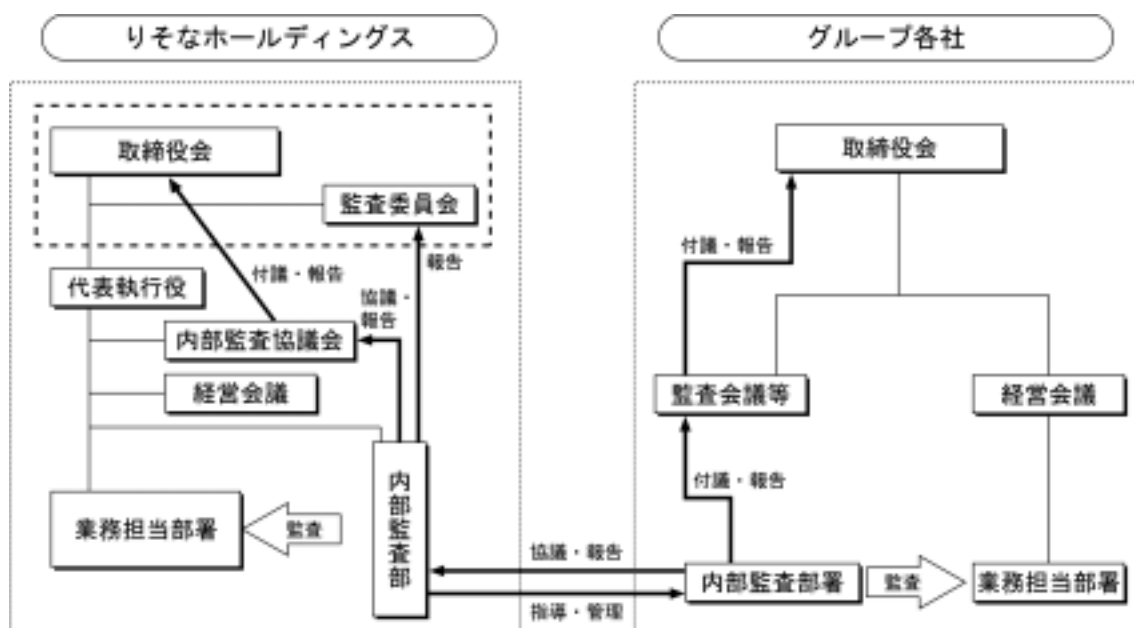 りそなホールディングス
取締役会
監査委員会
報告
代表執行役
付議・報告
協議・
報告
内部監査協議会
経営会議
内部監査部
業務担当部署
監査
グループ各社
取締役会
付議・報告
監査会議等
経営会議
付議・報告
協議・報告
指導・管理
内部監査部署
監査
業務担当部署